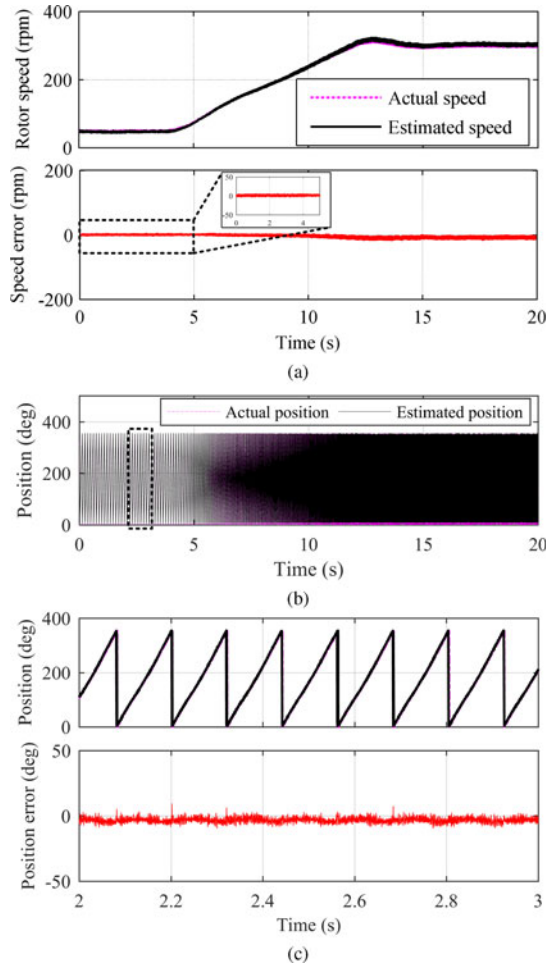 400
200
0
Rotor speed (rpm)
Actual speed
Estimated speed
200
0
-200
Speed error (rpm)
50
0
-50
0 2 4
0 5 10 15 20
Time (s)
(a)
400
200
0
Position (deg)
Actual position Estimated position
0 5 10 15 20
Time (s)
(b)
400
200
0
Position (deg)
50
0
-50
Position error (deg)
2 2.2 2.4 2.6 2.8 3
Time (s)
(c)